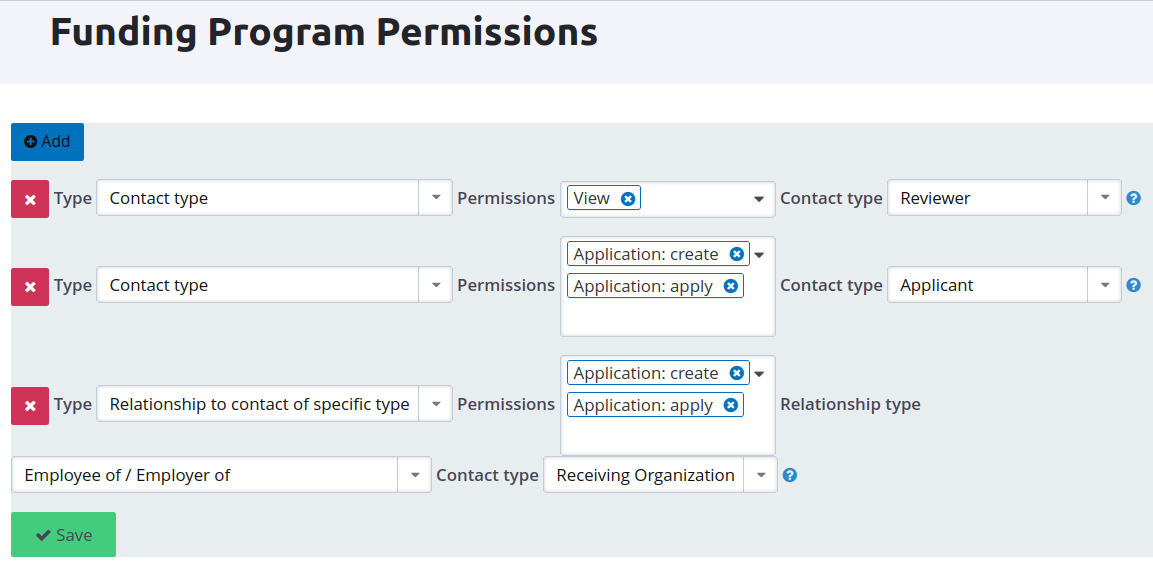 Funding Program Permissions
Add
Type Contact type Permissions View Contact type Reviewer ?
Type Contact type Permissions Application: create Application: apply Contact type Applicant ?
Type Relationship to contact of specific type Permissions Application: create Application: apply Relationship type
Employee of / Employer of Contact type Receiving Organization ?
Save